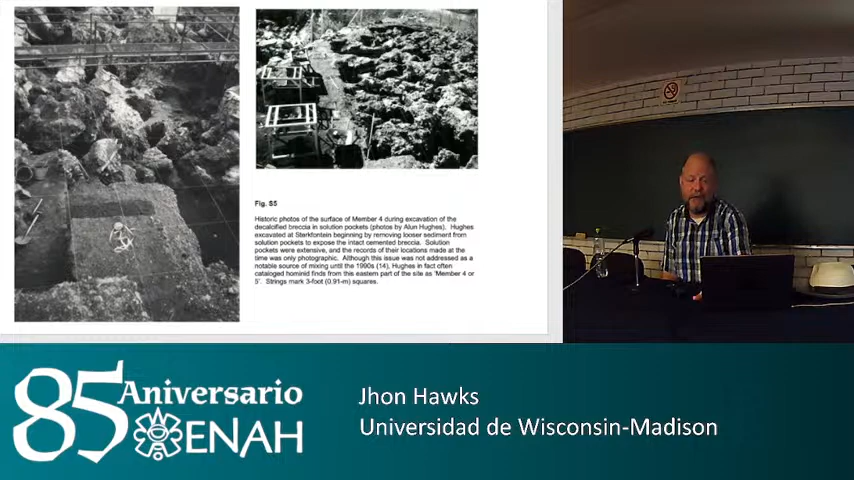 Fig. S5
Historic photos of the surface of Member 4 during excavation of the
decalcified breccia in solution pockets (photos by Alun Hughes). Hughes
excavated at Sterkfontein beginning by removing looser sediment from
solution pockets to expose the intact cemented breccia. Solution
pockets were extensive, and the records of their locations made at the
time was only photographic. Although this issue was not addressed as a
notable source of mixing until the 1990s (14), Hughes in fact often
cataloged hominid finds from this eastern part of the site as 'Member 4 or
5'. Strings mark 3-foot (0.91-m) squares.
85 Aniversario
ENAH
Jhon Hawks
Universidad de Wisconsin-Madison